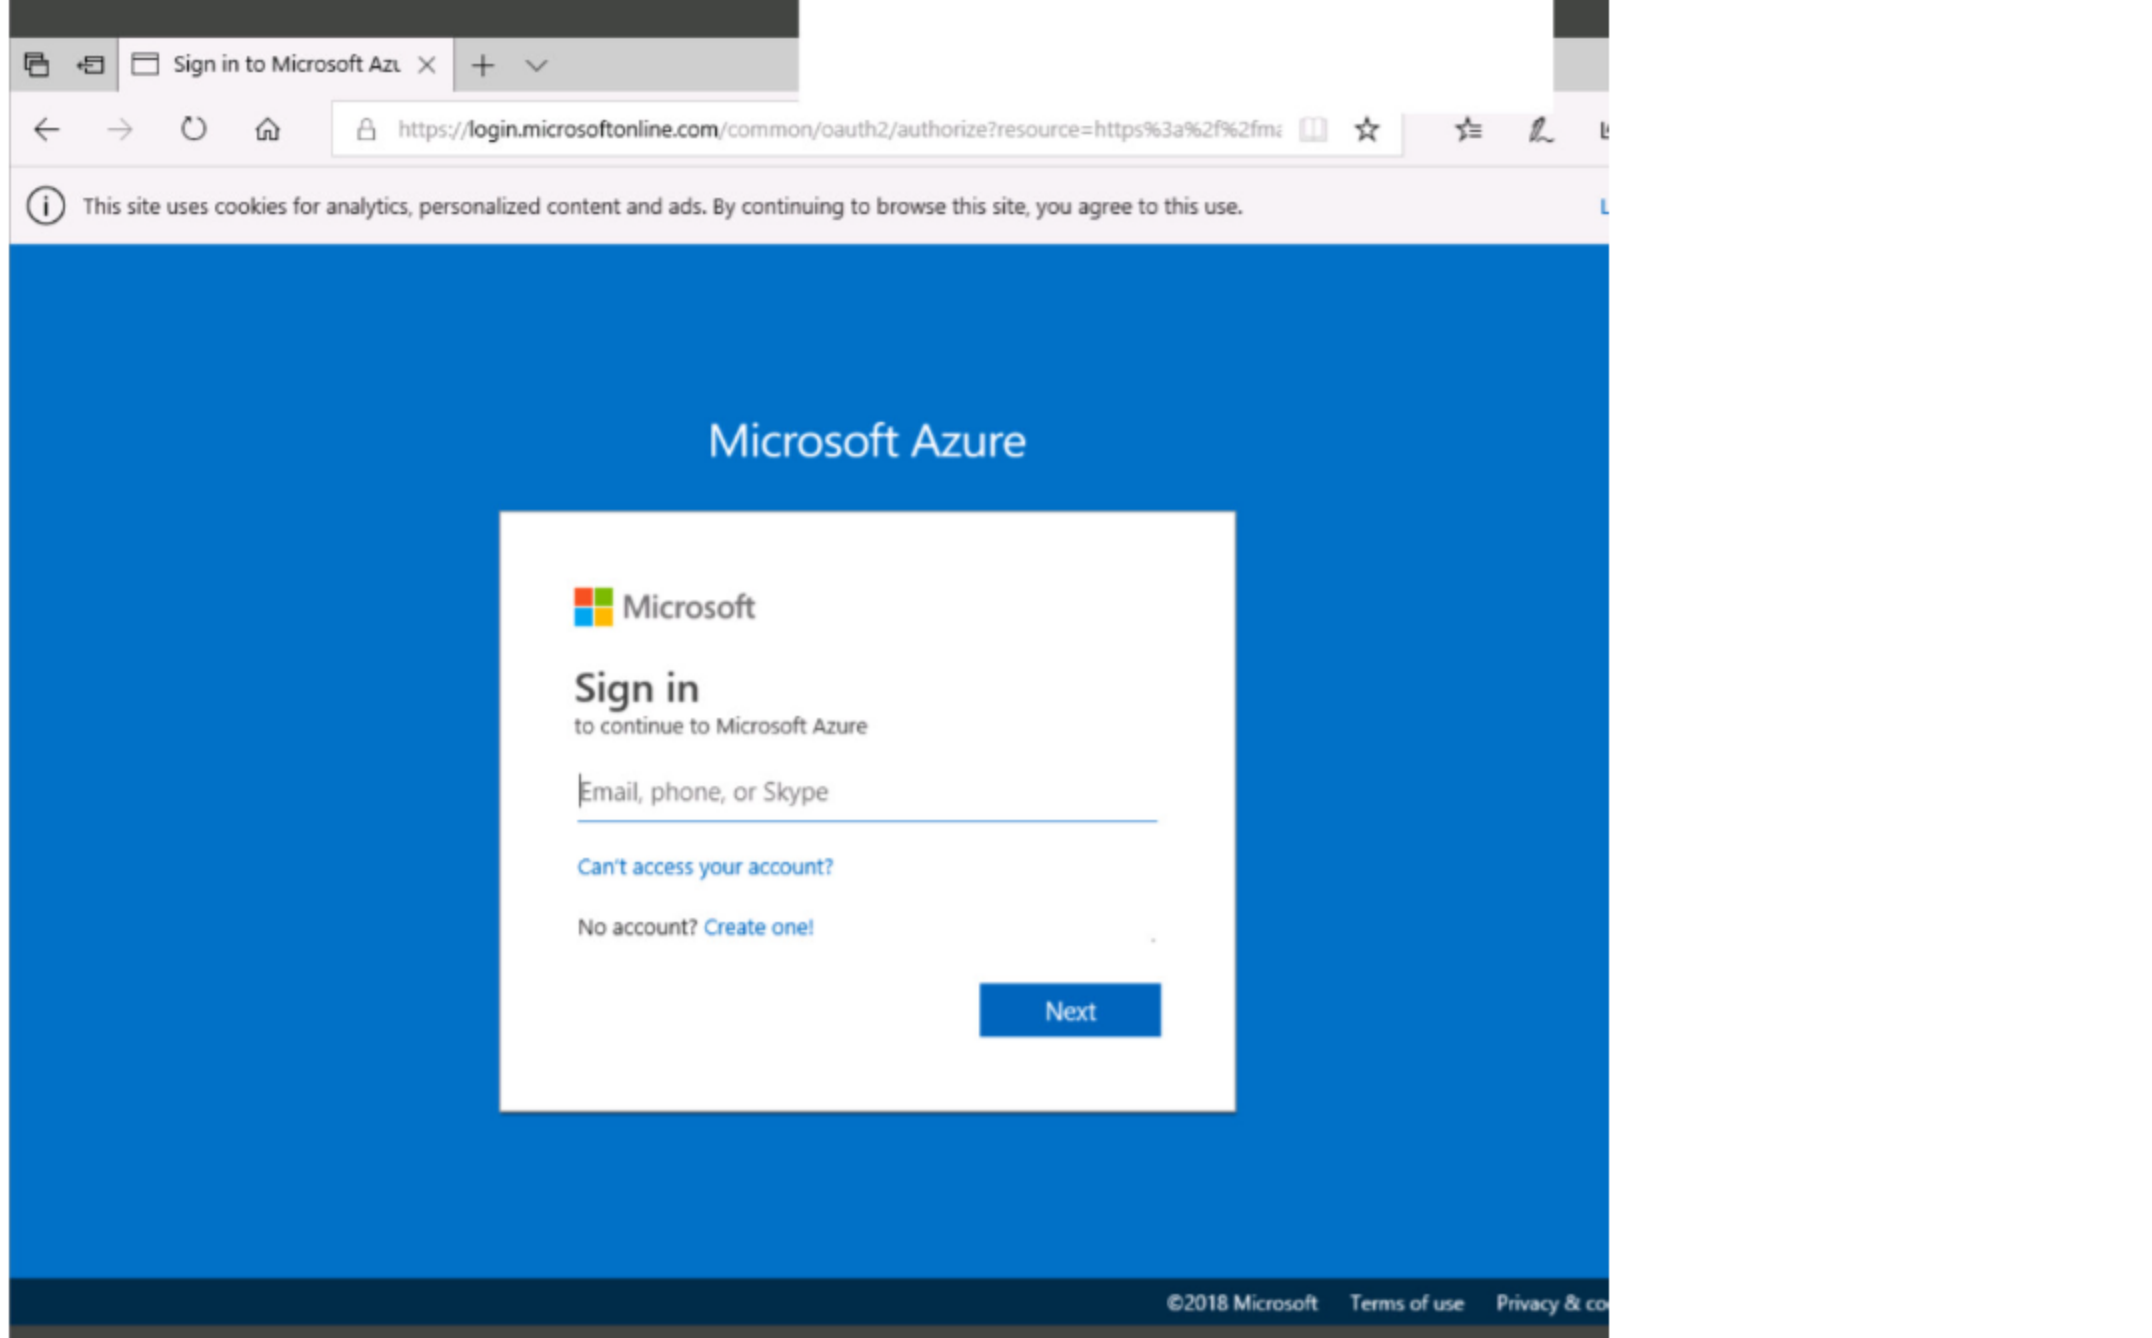 Sign in to Microsoft Azu
https://login.microsoftonline.com/common/oauth2/authorize?resource=https%3a%2f%2fma
This site uses cookies for analytics, personalized content and ads. By continuing to browse this site, you agree to this use.
L
Microsoft Azure
Microsoft
Sign in
to continue to Microsoft Azure
Email, phone, or Skype
Can't access your account?
No account? Create one!
Next
©2018 Microsoft Terms of use Privacy & co